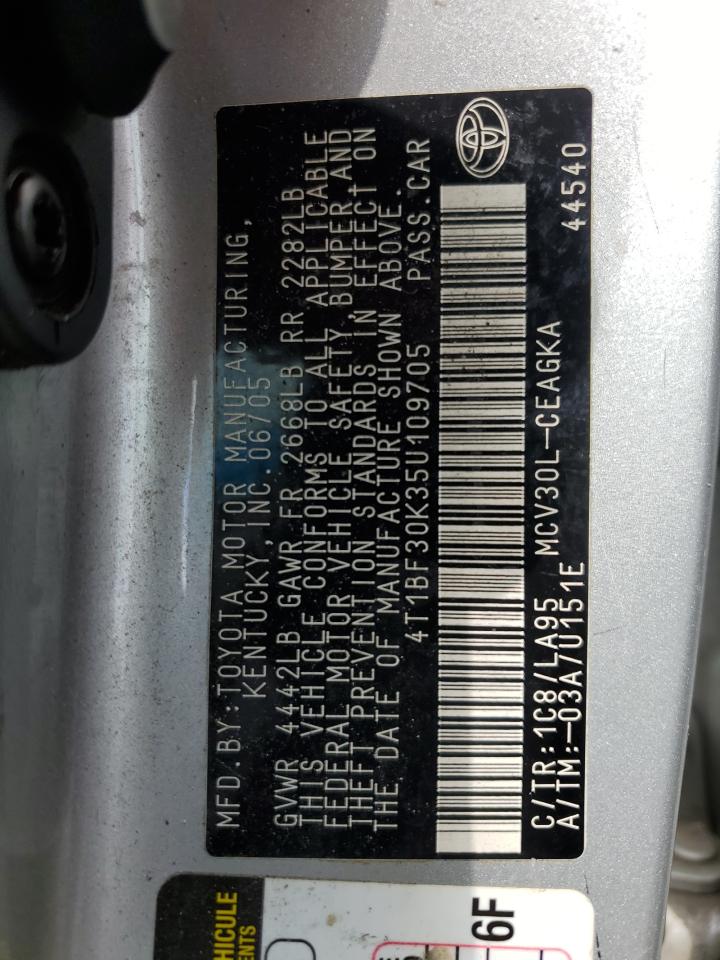 MFD.BY:TOYOTA MOTOR MANUFACTURING,
KENTUCKY, INC.06/05
GVWR 4442LB GAWR FR 2668LB RR 2282LB
THIS VEHICLE CONFORMS TO ALL APPLICABLE
FEDERAL MOTOR VEHICLE SAFETY, BUMPER, AND
THEFT PREVENTION STANDARDS IN EFFECT ON
THE DATE OF MANUFACTURE SHOWN ABOVE.
4T1BF30K35U109705 PASS.CAR
C/TR:1C8/LA95 MCV30L-CEAGKA
A/TM:-03A/U151E 44540
HICULE
ENTS
6F